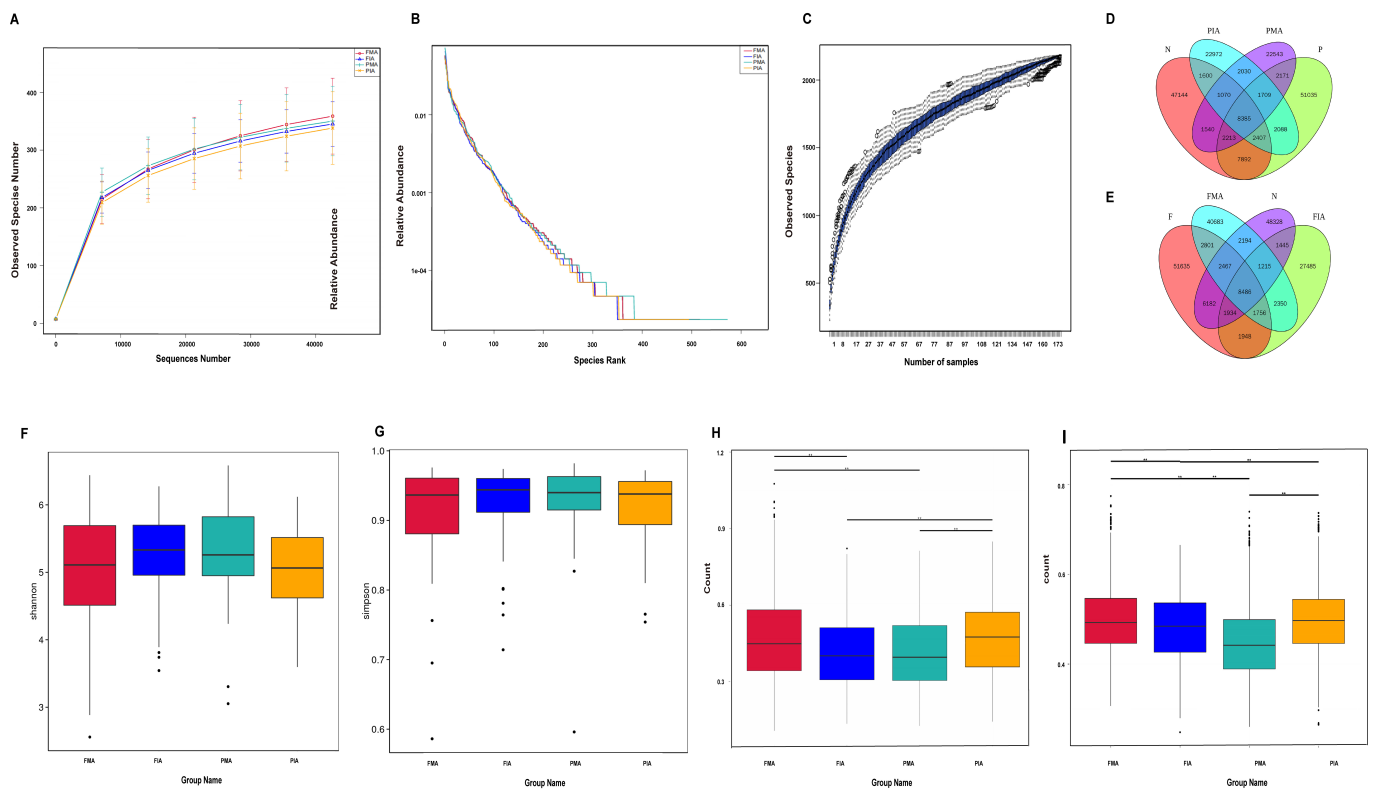 A
FMA
FIA
PMA
PIA
400
300
200
100
0
Observed Specise Number
0
10000
20000
30000
40000
Sequences Number
Relative Abundance
B
FMA
FIA
PMA
PIA
0.01
0.001
1e-04
Relative Abundance
0
100
200
300
400
500
600
Species Rank
C
2000
1500
1000
500
Observed Species
1 8 17 27 37 47 57 67 77 87 97 109 121 134 147 160 173
Number of samples
D
PIA
PMA
N
P
22972
22543
1600
2030
2171
47144
1070
1709
51035
8365
1540
2213
2407
2088
7892
E
FMA
N
F
FIA
40683
48328
2801
2194
1445
51635
2467
1215
27485
8486
6182
1934
1756
2350
1948
F
6
5
4
3
shannon
FMA
FIA
PMA
PIA
Group Name
G
1.0
0.9
0.8
0.7
0.6
simpson
FMA
FIA
PMA
PIA
Group Name
H
1.2
0.9
0.6
0.3
Count
**
**
**
**
FMA
FIA
PMA
PIA
Group Name
I
0.8
0.6
0.4
count
** **
** **
**
FMA
FIA
PMA
PIA
Group Name